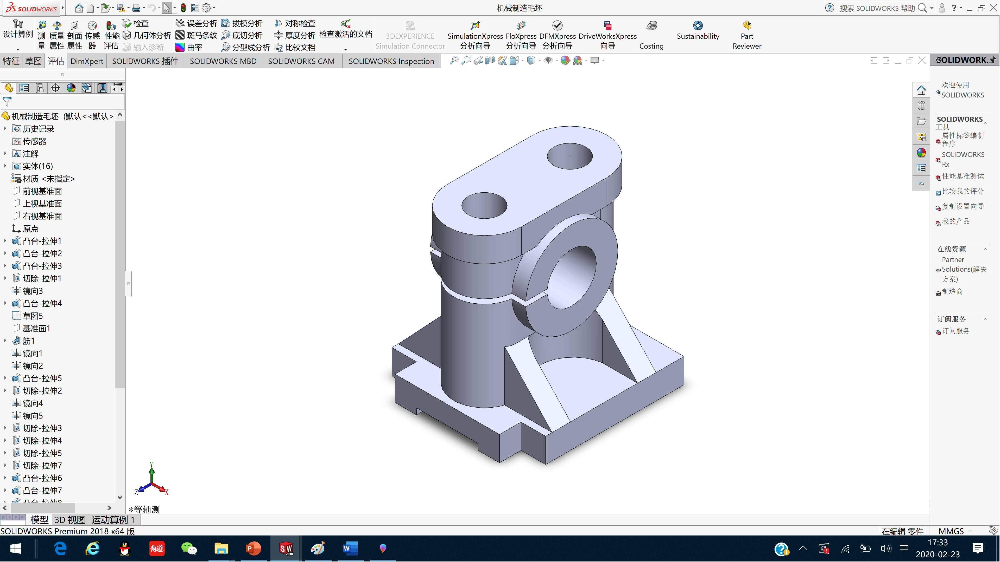 SOLIDWORKS
机械制造毛坯
搜索 SOLIDWORKS 帮助
设计算例
测量
质量属性
剖面属性
传感器
性能评估
检查
几何体分析
输入诊断
误差分析
斑马条纹
曲率
拔模分析
底切分析
分型线分析
对称检查
厚度分析
比较文档
检查激活的文档
3DEXPERIENCE
Simulation Connector
SimulationXpress
分析向导
FloXpress
分析向导
DFMXpress
分析向导
DriveWorksXpress
向导
Costing
Sustainability
Part
Reviewer
特征
草图
评估
DimXpert
SOLIDWORKS 插件
SOLIDWORKS MBD
SOLIDWORKS CAM
SOLIDWORKS Inspection
机械制造毛坯 (默认<<默认>
历史记录
传感器
注解
实体(16)
材质 <未指定>
前视基准面
上视基准面
右视基准面
原点
凸台-拉伸1
凸台-拉伸2
凸台-拉伸3
切除-拉伸1
镜向3
凸台-拉伸4
草图5
基准面1
筋1
镜向1
镜向2
凸台-拉伸5
切除-拉伸2
镜向4
镜向5
切除-拉伸3
切除-拉伸4
切除-拉伸5
切除-拉伸7
凸台-拉伸6
凸台-拉伸7
凸台-拉伸8
Y
Z
X
*等轴测
SOLIDWORK...
欢迎使用
SOLIDWORKS
SOLIDWORKS
工具
属性标签编制
程序
SOLIDWORKS
Rx
性能基准测试
比较我的评分
复制设置向导
我的产品
在线资源
Partner
Solutions(解决
方案)
制造商
订阅服务
订阅服务
模型
3D 视图
运动算例 1
SOLIDWORKS Premium 2018 x64 版
在编辑 零件
MMGS
有道
P
SW
2018
W
中
17:33
2020-02-23